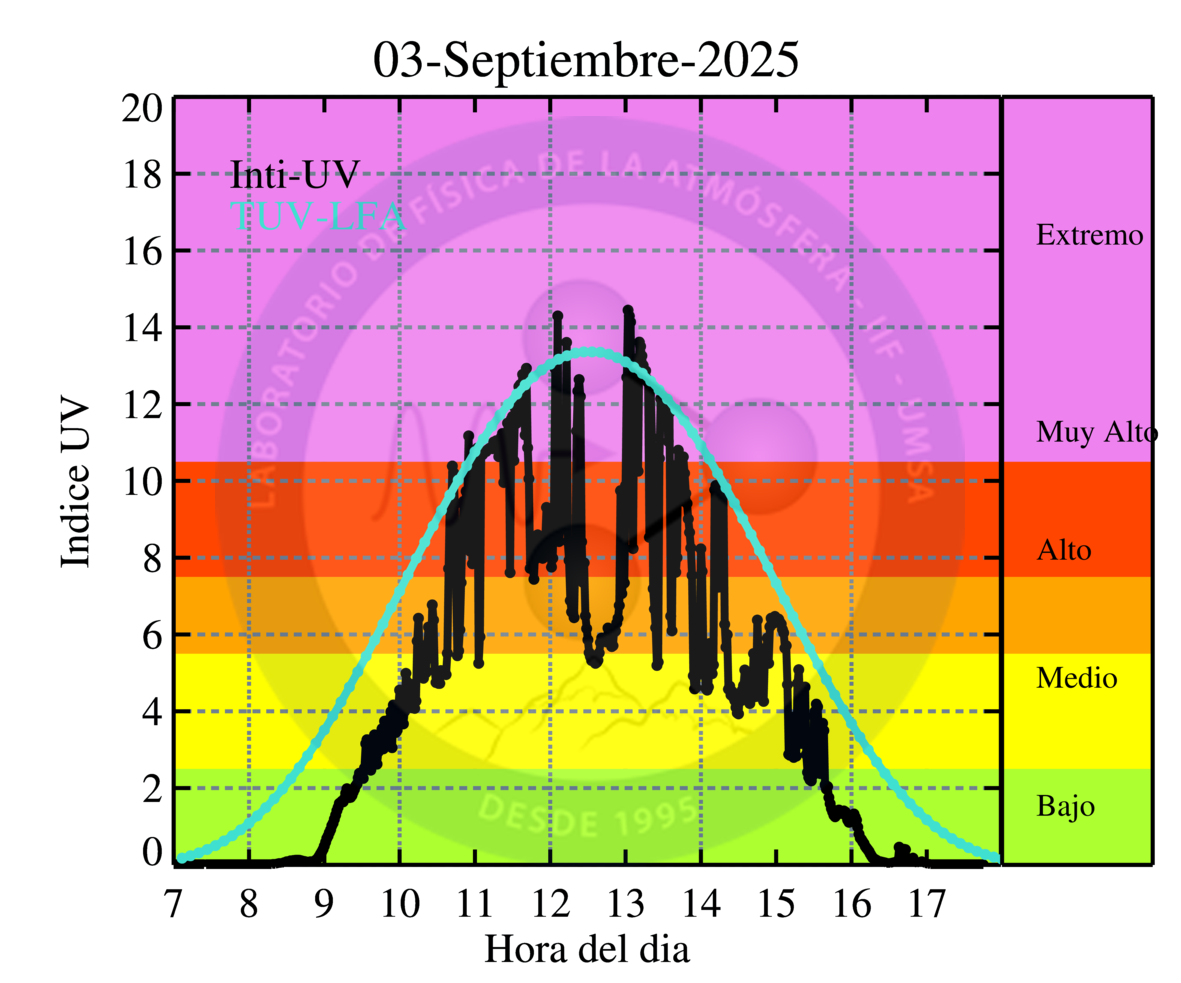 03-Septiembre-2025
20
18
16
14
12
10
8
6
4
2
0
Indice UV
Inti-UV
TUV-LFA
LABORATORIO DE FÍSICA DE LA ATMÓSFERA - IIF - UMSA
DESDE 1995
Extremo
Muy Alto
Alto
Medio
Bajo
7 8 9 10 11 12 13 14 15 16 17
Hora del dia